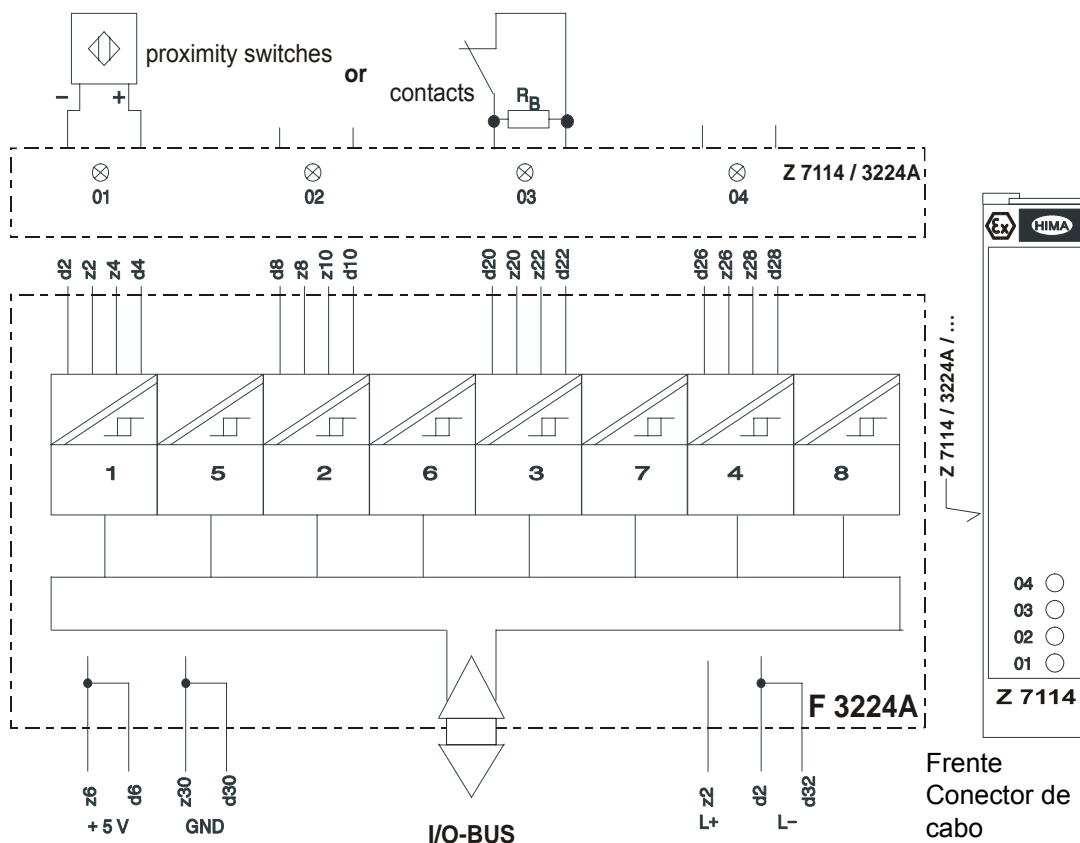 proximity switches
or
contacts
R_B
–
+
01
02
03
04
Z 7114 / 3224A
Ex
HIMA
d2
z2
z4
d4
d8
z8
z10
d10
d20
z20
z22
d22
d26
z26
z28
d28
Z 7114 / 3224A / ...
1
5
2
6
3
7
4
8
04
03
02
01
Z 7114
F 3224A
z6
d6
z30
d30
z2
d2
d32
+ 5 V
GND
I/O-BUS
L+
L–
Frente
Conector de
cabo